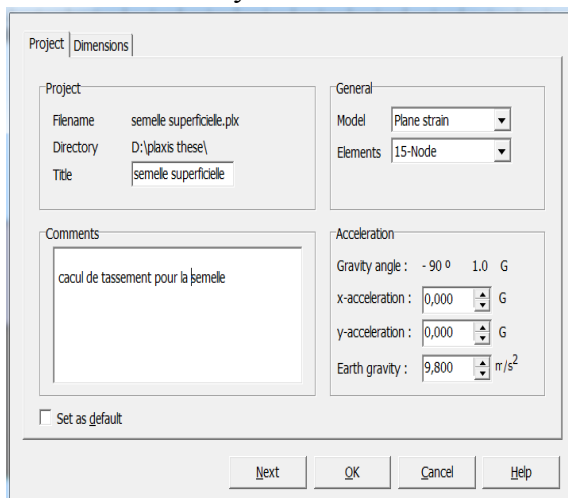 Project Dimensions
Project
Filename semelle superficielle.plx
Directory D:\plaxis these\
Title semelle superficielle
General
Model Plane strain
Elements 15-Node
Comments
cacul de tassement pour la semelle
Acceleration
Gravity angle : - 90 º 1.0 G
x-acceleration : 0,000 G
y-acceleration : 0,000 G
Earth gravity : 9,800 m/s²
Set as default
Next OK Cancel Help